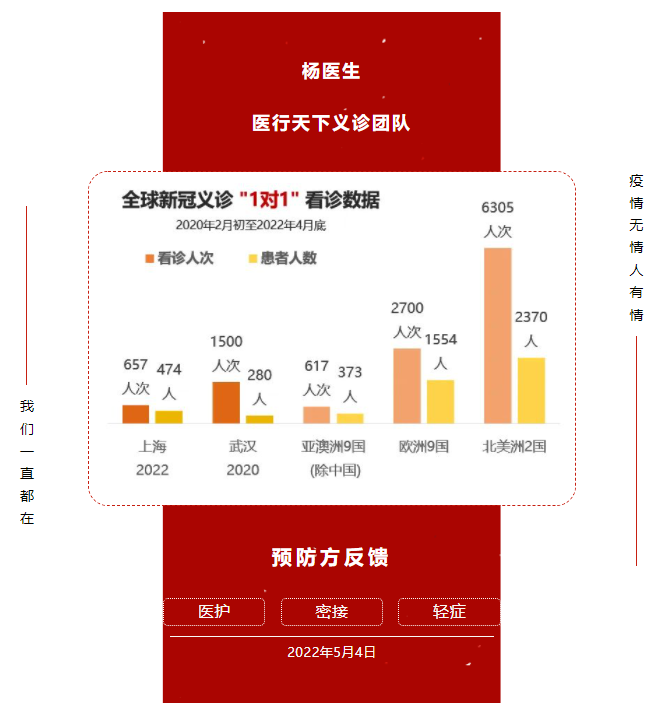 杨医生
医行天下义诊团队
疫情无情人有情
全球新冠义诊 "1对1" 看诊数据
2020年2月初至2022年4月底
看诊人次 患者人数
657
人次
474
人
1500
人次
280
人
617
人次
373
人
2700
人次
1554
人
6305
人次
2370
人
上海
2022
武汉
2020
亚澳洲9国
(除中国)
欧洲9国
北美洲2国
我们一直都在
预防方反馈
医护 密接 轻症
2022年5月4日